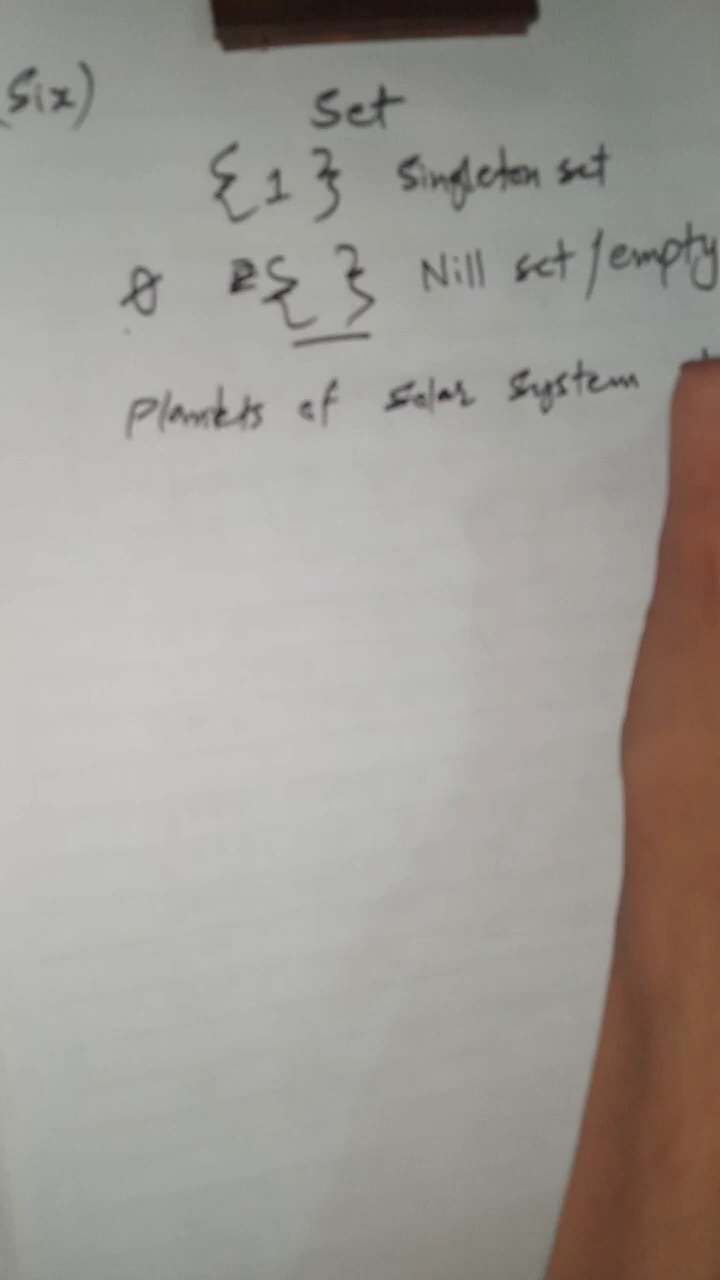 (Six)
Set
{1} Singleton set
Ø = { } Nill set / empty
Planets of Solar System